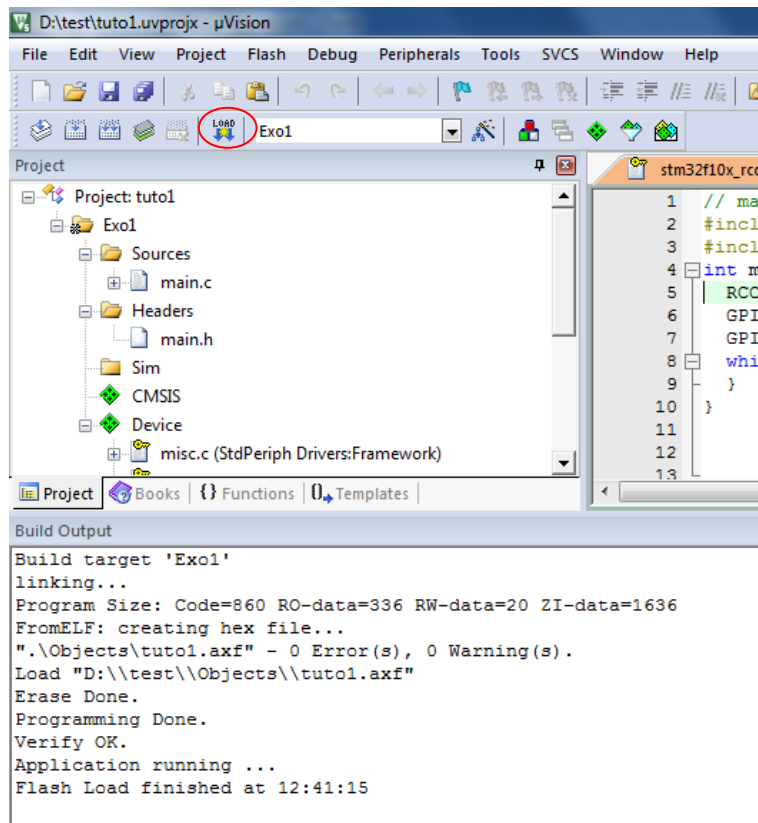 D:\test\tuto1.uvprojx - µVision
File Edit View Project Flash Debug Peripherals Tools SVCS Window Help
LOAD Exo1
Project
stm32f10x_rcc
Project: tuto1
Exo1
Sources
main.c
Headers
main.h
Sim
CMSIS
Device
misc.c (StdPeriph Drivers:Framework)
1 // ma
2 #incl
3 #incl
4 int m
5 RCC
6 GPI
7 GPI
8 whi
9 }
10 }
11
12
13
Project Books {} Functions 0 Templates
Build Output
Build target 'Exo1'
linking...
Program Size: Code=860 RO-data=336 RW-data=20 ZI-data=1636
FromELF: creating hex file...
".\Objects\tuto1.axf" - 0 Error(s), 0 Warning(s).
Load "D:\\test\\Objects\\tuto1.axf"
Erase Done.
Programming Done.
Verify OK.
Application running ...
Flash Load finished at 12:41:15